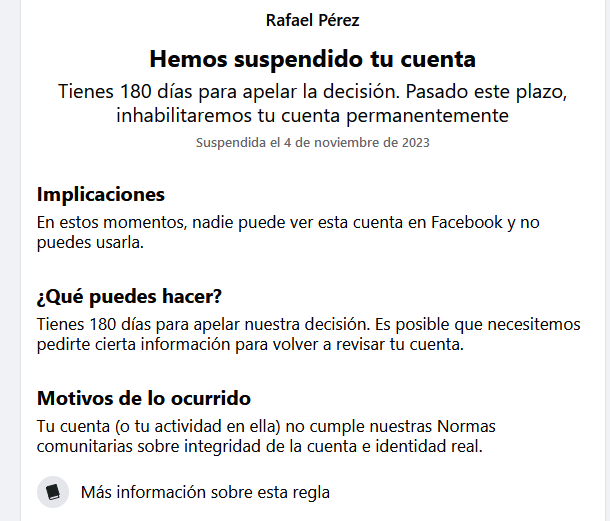 Rafael Pérez
Hemos suspendido tu cuenta
Tienes 180 días para apelar la decisión. Pasado este plazo,
inhabilitaremos tu cuenta permanentemente
Suspendida el 4 de noviembre de 2023
Implicaciones
En estos momentos, nadie puede ver esta cuenta en Facebook y no
puedes usarla.
¿Qué puedes hacer?
Tienes 180 días para apelar nuestra decisión. Es posible que necesitemos
pedirte cierta información para volver a revisar tu cuenta.
Motivos de lo ocurrido
Tu cuenta (o tu actividad en ella) no cumple nuestras Normas
comunitarias sobre integridad de la cuenta e identidad real.
Más información sobre esta regla